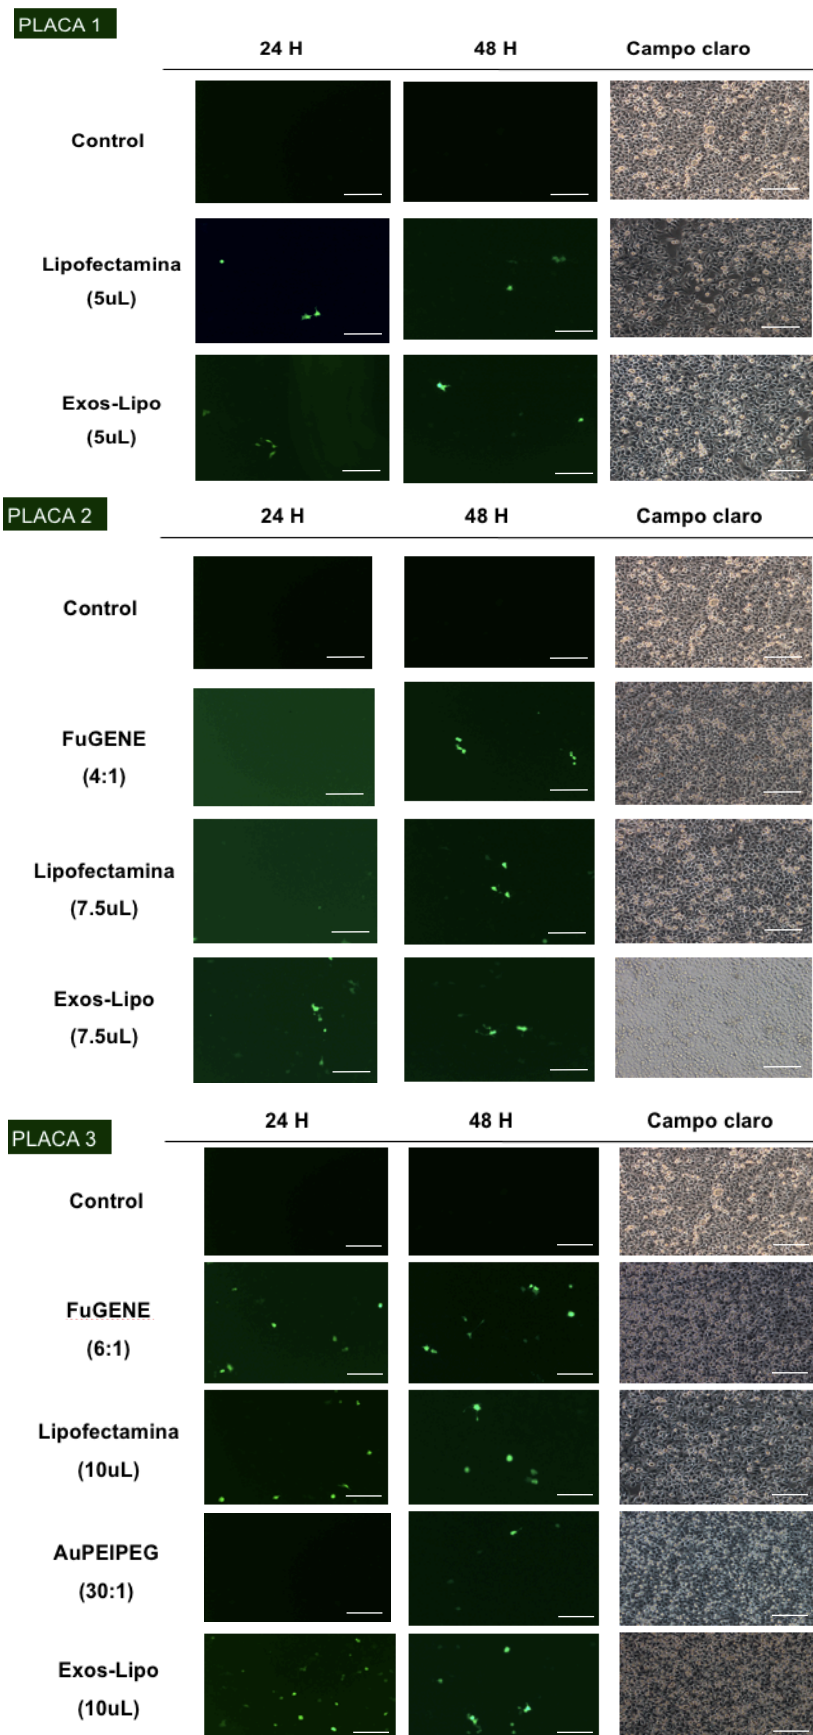 PLACA 1
24 H 48 H Campo claro
Control
Lipofectamina
(5uL)
Exos-Lipo
(5uL)
PLACA 2
24 H 48 H Campo claro
Control
FuGENE
(4:1)
Lipofectamina
(7.5uL)
Exos-Lipo
(7.5uL)
PLACA 3
24 H 48 H Campo claro
Control
FuGENE
(6:1)
Lipofectamina
(10uL)
AuPEIPEG
(30:1)
Exos-Lipo
(10uL)